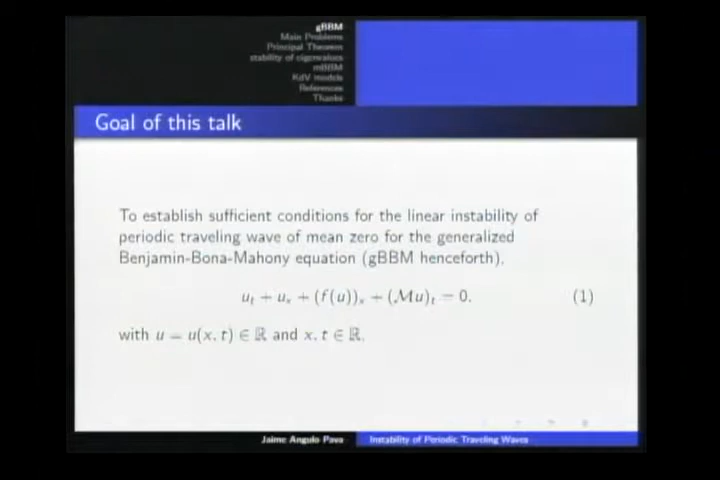 gBBM
Main Problems
Principal Theorem
stability of eigenvalues
mBBM
KdV models
References
Thanks
Goal of this talk
To establish sufficient conditions for the linear instability of
periodic traveling wave of mean zero for the generalized
Benjamin-Bona-Mahony equation (gBBM henceforth),
u_t + u_x + (f(u))_x + (Mu)_t = 0, (1)
with u = u(x, t) ∈ ℝ and x, t ∈ ℝ.
Jaime Angulo Pava Instability of Periodic Traveling Waves